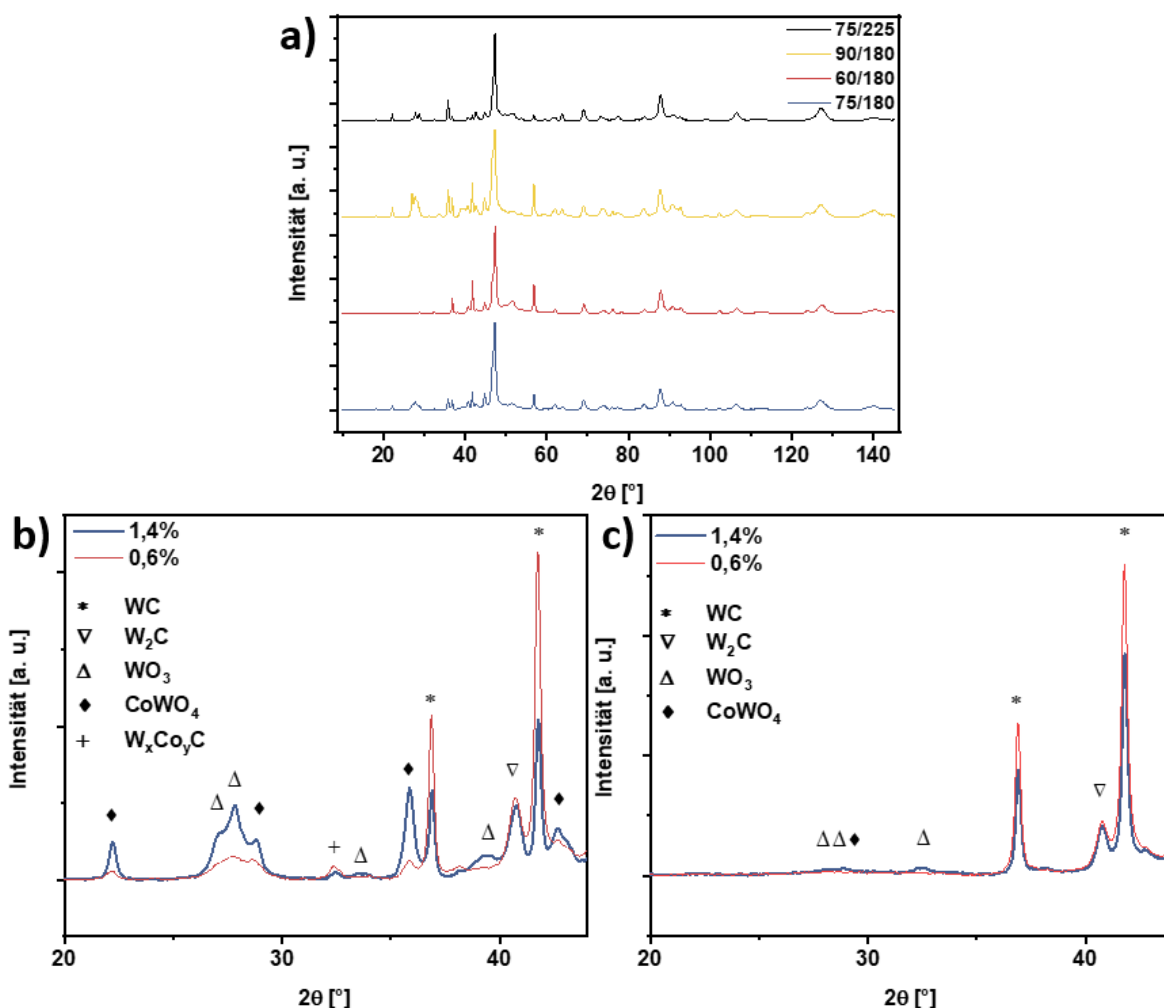 a)
75/225
90/180
60/180
75/180
Intensität [a. u.]
20 40 60 80 100 120 140
2θ [°]
b)
1,4%
0,6%
* WC
▽ W₂C
△ WO₃
♦ CoWO₄
+ WₓCoᵧC
Intensität [a. u.]
20 30 40
2θ [°]
c)
1,4%
0,6%
* WC
▽ W₂C
△ WO₃
♦ CoWO₄
Intensität [a. u.]
20 30 40
2θ [°]